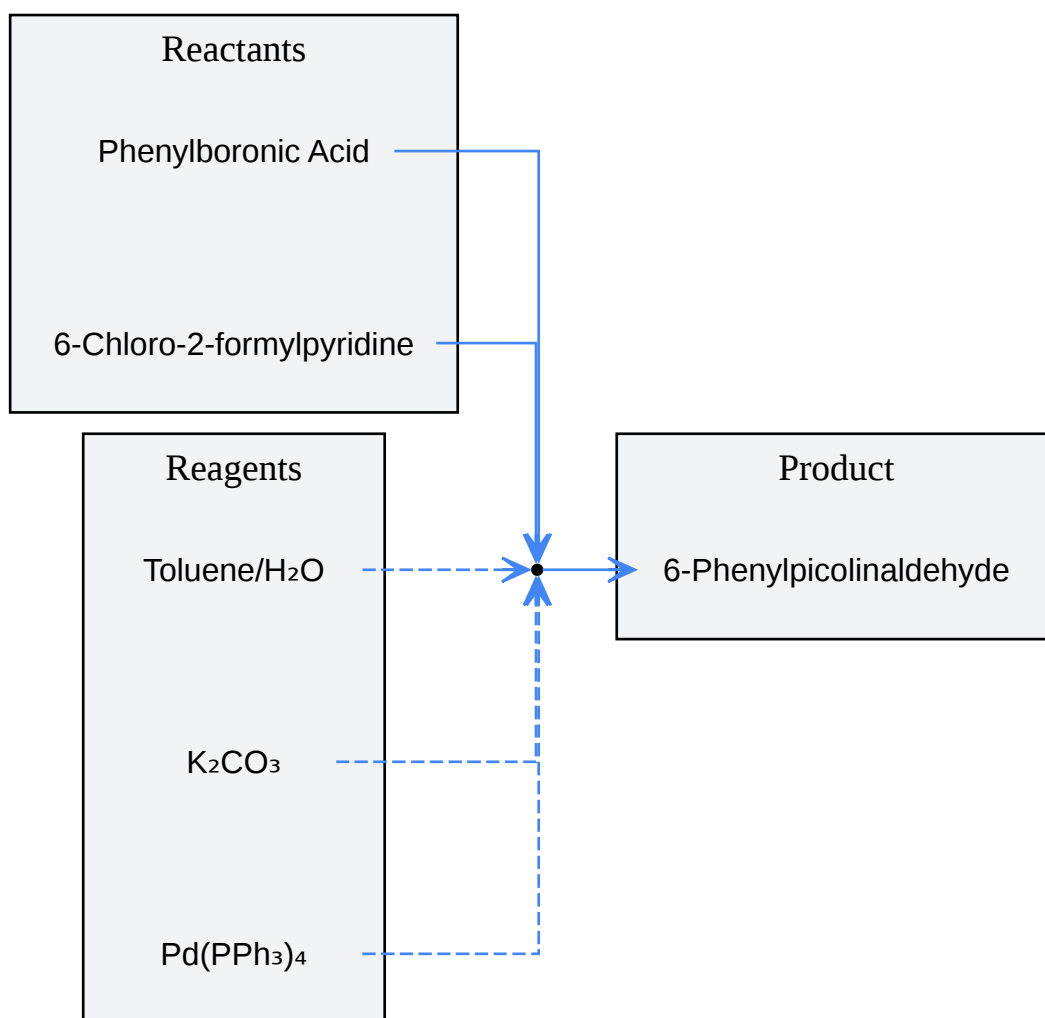 Reactants
Phenylboronic Acid
6-Chloro-2-formylpyridine
Reagents
Toluene/H₂O
K₂CO₃
Pd(PPh₃)₄
Product
6-Phenylpicolinaldehyde